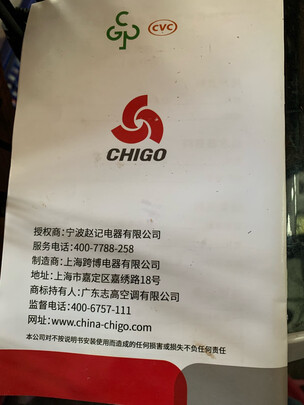 CGP
CVC
CHIGO
授权商:宁波赵记电器有限公司
服务电话:400-7788-258
制造商:上海跨博电器有限公司
地址:上海市嘉定区嘉绣路18号
商标持有人:广东志高空调有限公司
监督电话:400-6757-111
网址:www.china-chigo.com
本公司对不按说明书安装使用而造成的任何损害或损失不负任何责任